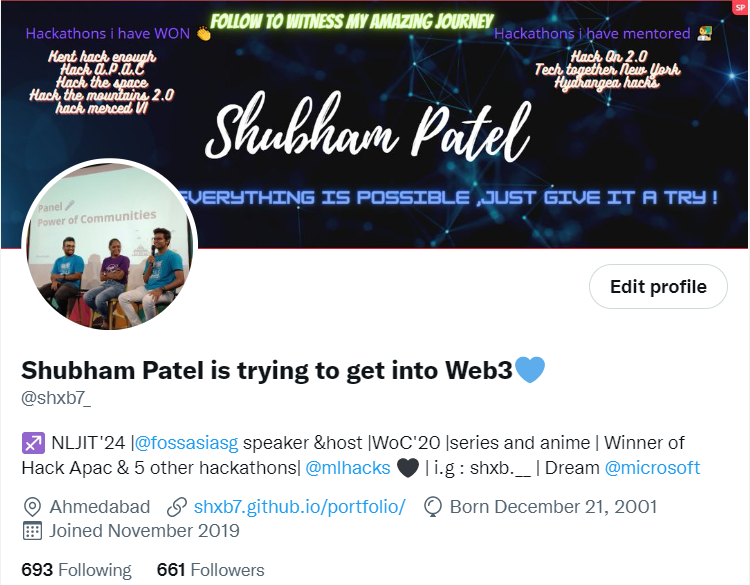 SP
FOLLOW TO WITNESS MY AMAZING JOURNEY
Hackathons i have WON 👏
Hackathons i have mentored 👨‍🏫
Kent hack enough
Hack A.P.A.C
Hack the space
Hack the mountains 2.0
hack merced VI
Hack On 2.0
Tech together New York
Hydrangea hacks
Shubham Patel
EVERYTHING IS POSSIBLE ,JUST GIVE IT A TRY !
Panel
Power of Communities
Edit profile
Shubham Patel is trying to get into Web3💙
@shxb7_
♐ NLJIT'24 |@fossasiasg speaker &host |WoC'20 |series and anime | Winner of
Hack Apac & 5 other hackathons| @mlhacks 🖤 | i.g : shxb.__ | Dream @microsoft
Ahmedabad shxb7.github.io/portfolio/ Born December 21, 2001
Joined November 2019
693 Following 661 Followers